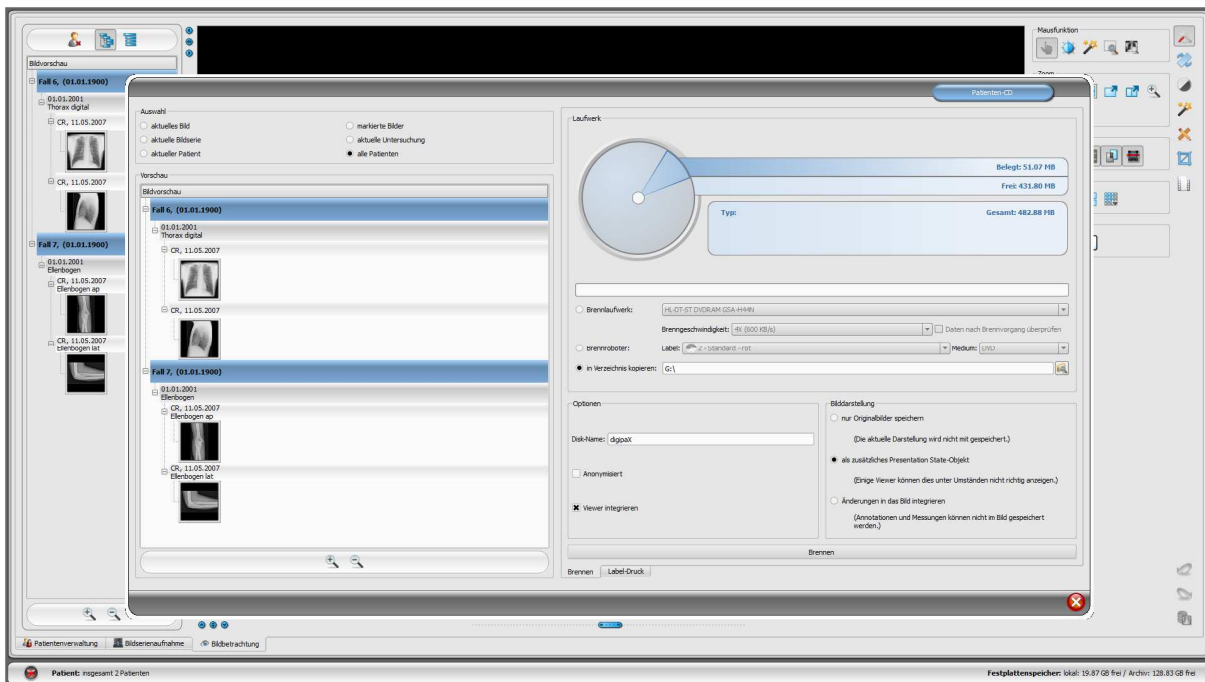 Bildvorschau
Fall 6, (01.01.1900)
01.01.2001
Thorax digital
CR, 11.05.2007
CR, 11.05.2007
Fall 7, (01.01.1900)
01.01.2001
Ellenbogen
CR, 11.05.2007
Ellenbogen ap
CR, 11.05.2007
Ellenbogen lat
Mausfunktion
Zoom
Patienten-CD
Auswahl
aktuelles Bild
markierte Bilder
aktuelle Bildserie
aktuelle Untersuchung
aktueller Patient
alle Patienten
Vorschau
Bildvorschau
Fall 6, (01.01.1900)
01.01.2001
Thorax digital
CR, 11.05.2007
CR, 11.05.2007
Fall 7, (01.01.1900)
01.01.2001
Ellenbogen
CR, 11.05.2007
Ellenbogen ap
CR, 11.05.2007
Ellenbogen lat
Laufwerk
Belegt: 51.07 MB
Frei: 431.80 MB
Typ:
Gesamt: 482.88 MB
Brennlaufwerk:
HL-DT-ST DVDRAM GSA-H44N
Brenngeschwindigkeit:
4X (600 KB/s)
Daten nach Brennvorgang überprüfen
Brennroboter:
Label:
2 - Standard - rot
Medium:
DVD
in Verzeichnis kopieren:
G:\
Optionen
Disk-Name:
digipaX
Anonymisiert
Viewer integrieren
Bilddarstellung
nur Originalbilder speichern
(Die aktuelle Darstellung wird nicht mit gespeichert.)
als zusätzliches Presentation State-Objekt
(Einige Viewer können dies unter Umständen nicht richtig anzeigen.)
Änderungen in das Bild integrieren
(Annotationen und Messungen können nicht im Bild gespeichert
werden.)
Brennen
Brennen
Label-Druck
Patientenverwaltung
Bildserienaufnahme
Bildbetrachtung
Patient: insgesamt 2 Patienten
Festplattenspeicher: lokal: 19.87 GB frei / Archiv: 128.83 GB frei